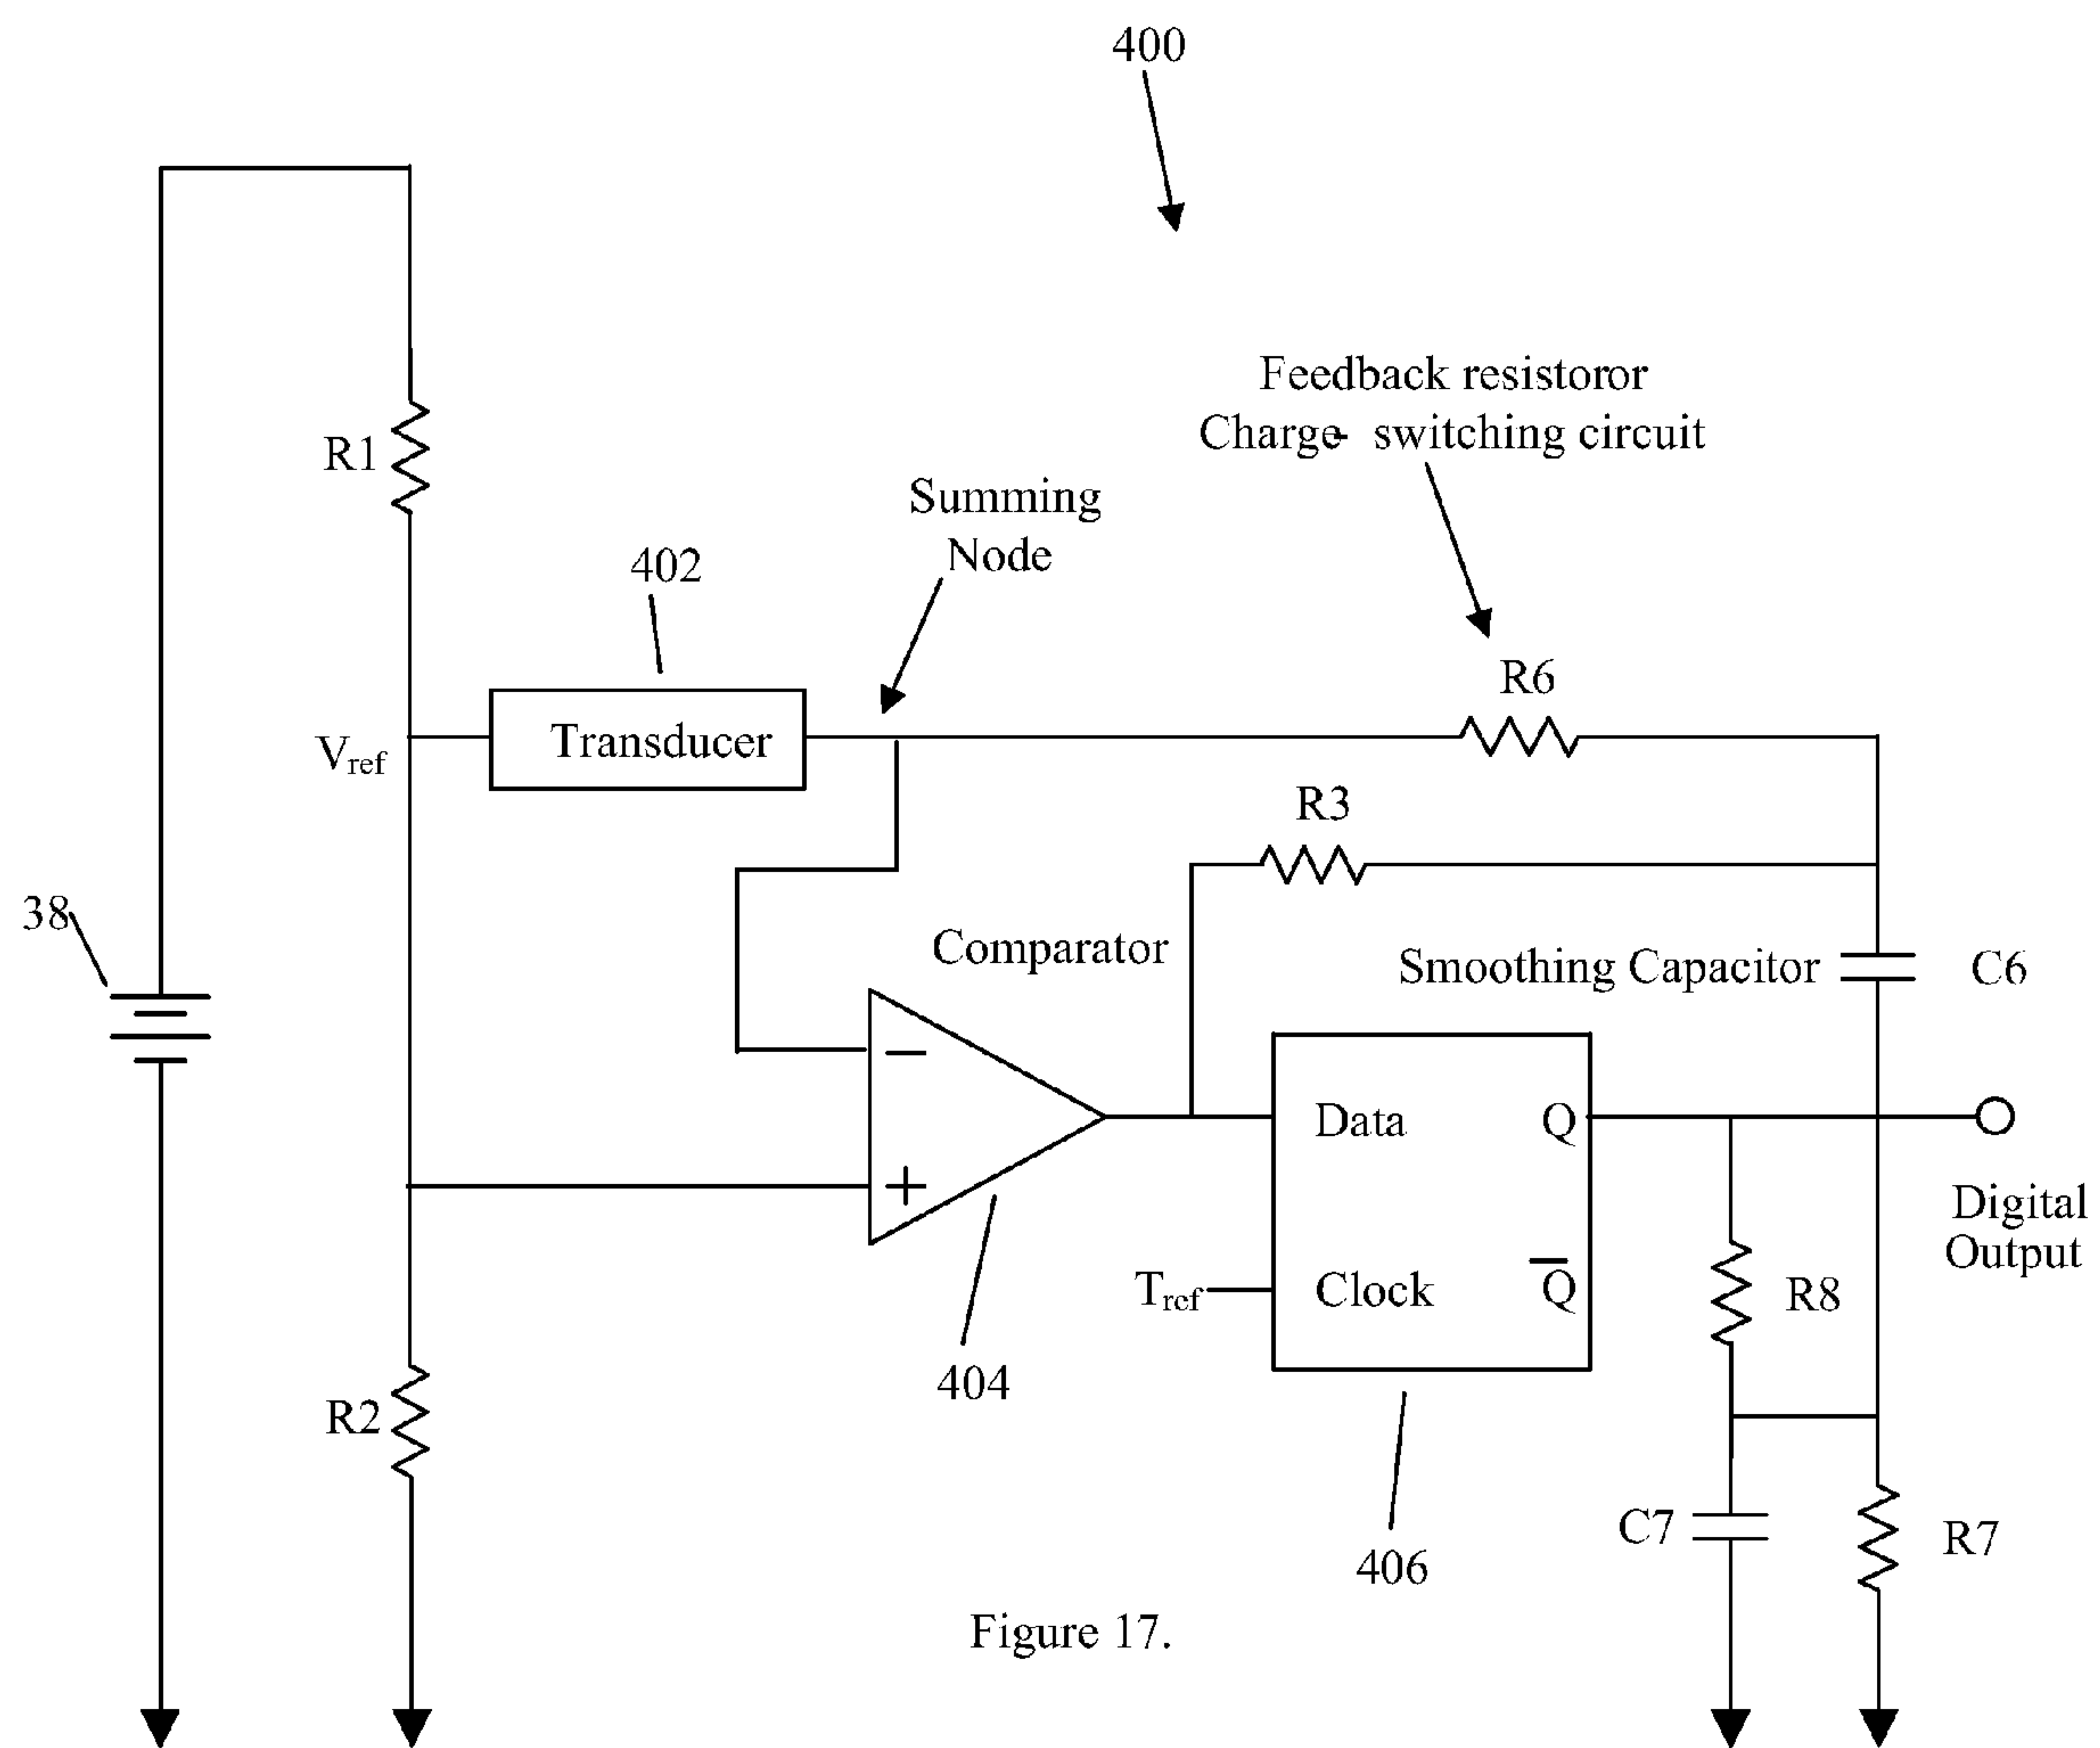 400
Feedback resistoror
Charge- switching circuit
R1
Summing
Node
402
R6
Transducer
Vref
R3
38
Comparator
Smoothing Capacitor
C6
−
Data
Q
+
Digital
Output
Tref
Clock
Q̅
R8
404
R2
C7
R7
406
Figure 17.